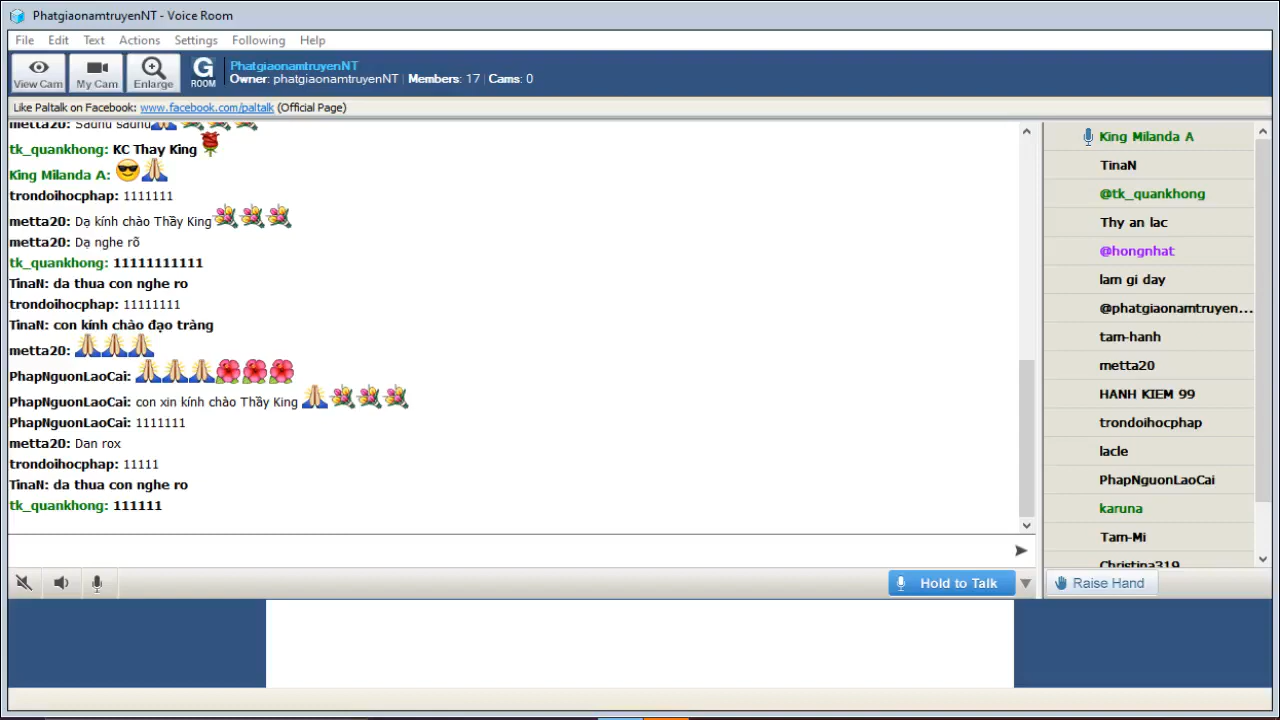 PhatgiaonamtruyenNT - Voice Room
File Edit Text Actions Settings Following Help
View Cam My Cam Enlarge G ROOM
PhatgiaonamtruyenNT
Owner: phatgiaonamtruyenNT | Members: 17 | Cams: 0
Like Paltalk on Facebook: www.facebook.com/paltalk (Official Page)
metta20: Sadhu sadhu
tk_quankhong: KC Thay King
King Milanda A:
trondoihocphap: 1111111
metta20: Dạ kính chào Thầy King
metta20: Dạ nghe rõ
tk_quankhong: 11111111111
TinaN: da thua con nghe ro
trondoihocphap: 11111111
TinaN: con kính chào đạo tràng
metta20:
PhapNguonLaoCai:
PhapNguonLaoCai: con xin kính chào Thầy King
PhapNguonLaoCai: 1111111
metta20: Dan rox
trondoihocphap: 11111
TinaN: da thua con nghe ro
tk_quankhong: 111111
King Milanda A
TinaN
@tk_quankhong
Thy an lac
@hongnhat
lam gi day
@phatgiaonamtruyen...
tam-hanh
metta20
HANH KIEM 99
trondoihocphap
lacle
PhapNguonLaoCai
karuna
Tam-Mi
Christina319
Hold to Talk
Raise Hand